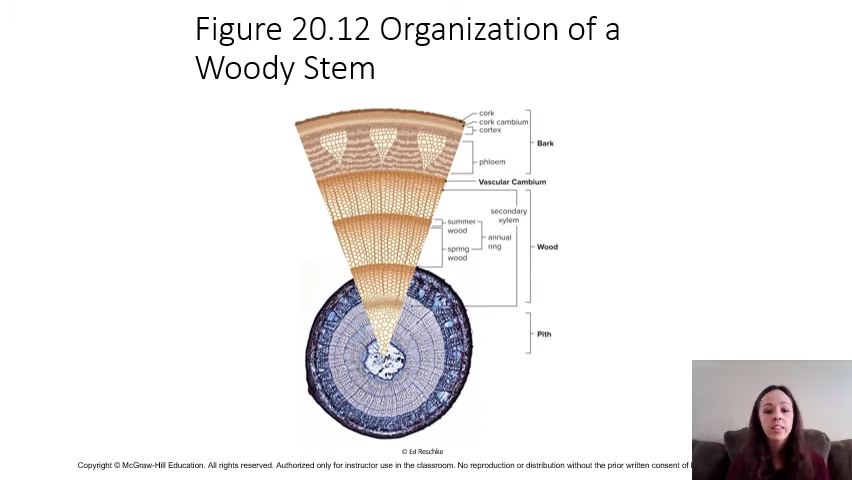 Figure 20.12 Organization of a
Woody Stem
cork
cork cambium
cortex
Bark
phloem
Vascular Cambium
secondary
xylem
summer
wood
annual
ring
spring
wood
Wood
Pith
© Ed Reschke
Copyright © McGraw-Hill Education. All rights reserved. Authorized only for instructor use in the classroom. No reproduction or distribution without the prior written consent of